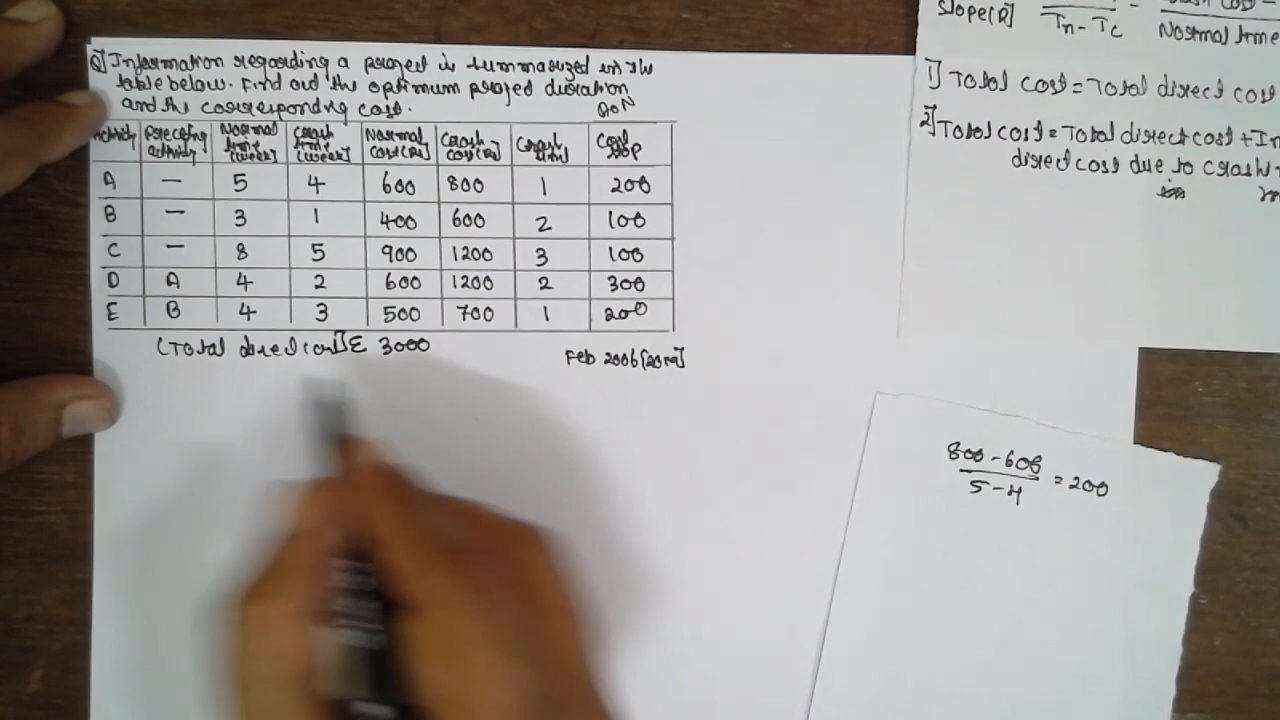 Q] Information regarding a project is summarized in the
table below. Find out the optimum project duration
and the corresponding cost.
AON
Activity Preceding activity Normal time [week] Crash time [week] Normal cost [Rs] Crash cost [Rs] Crash Cost slop
A — 5 4 600 800 1 200
B — 3 1 400 600 2 100
C — 8 5 900 1200 3 100
D A 4 2 600 1200 2 300
E B 4 3 500 700 1 200
(Total direct cost] Σ 3000
Feb 2006 [20M]
slope[R] Tn - Tc Normal time
1] Total cost = Total direct cost
2] Total cost = Total direct cost + In
direct cost due to crash
800 - 600
5 - 4
= 200